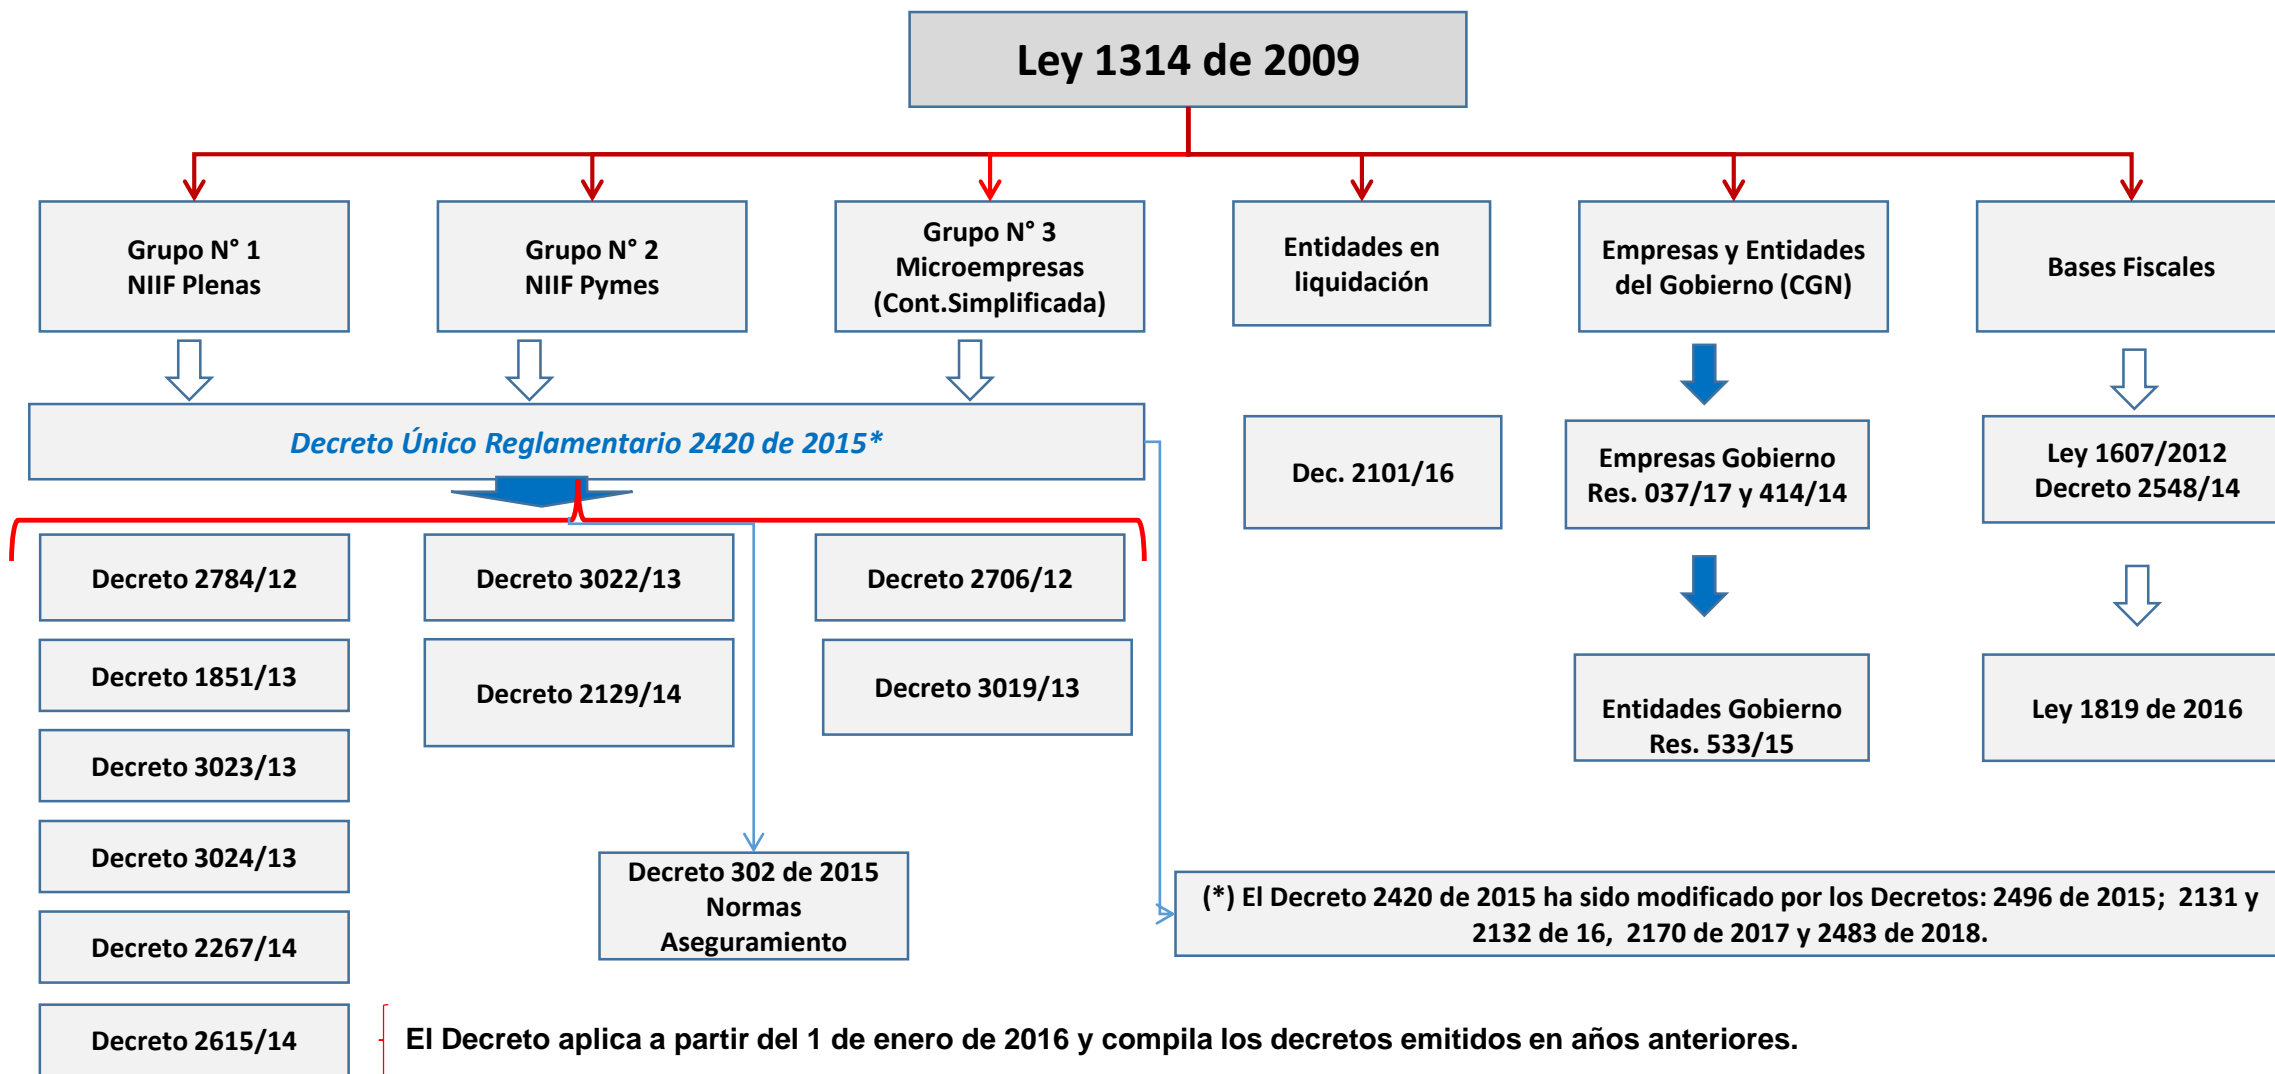 Ley 1314 de 2009
Grupo N° 1
NIIF Plenas
Grupo N° 2
NIIF Pymes
Grupo N° 3
Microempresas
(Cont.Simplificada)
Entidades en
liquidación
Empresas y Entidades
del Gobierno (CGN)
Bases Fiscales
Decreto Único Reglamentario 2420 de 2015*
Dec. 2101/16
Empresas Gobierno
Res. 037/17 y 414/14
Ley 1607/2012
Decreto 2548/14
Decreto 2784/12
Decreto 3022/13
Decreto 2706/12
Decreto 1851/13
Decreto 2129/14
Decreto 3019/13
Entidades Gobierno
Res. 533/15
Ley 1819 de 2016
Decreto 3023/13
Decreto 3024/13
Decreto 302 de 2015
Normas
Aseguramiento
(*) El Decreto 2420 de 2015 ha sido modificado por los Decretos: 2496 de 2015; 2131 y
2132 de 16, 2170 de 2017 y 2483 de 2018.
Decreto 2267/14
Decreto 2615/14
El Decreto aplica a partir del 1 de enero de 2016 y compila los decretos emitidos en años anteriores.